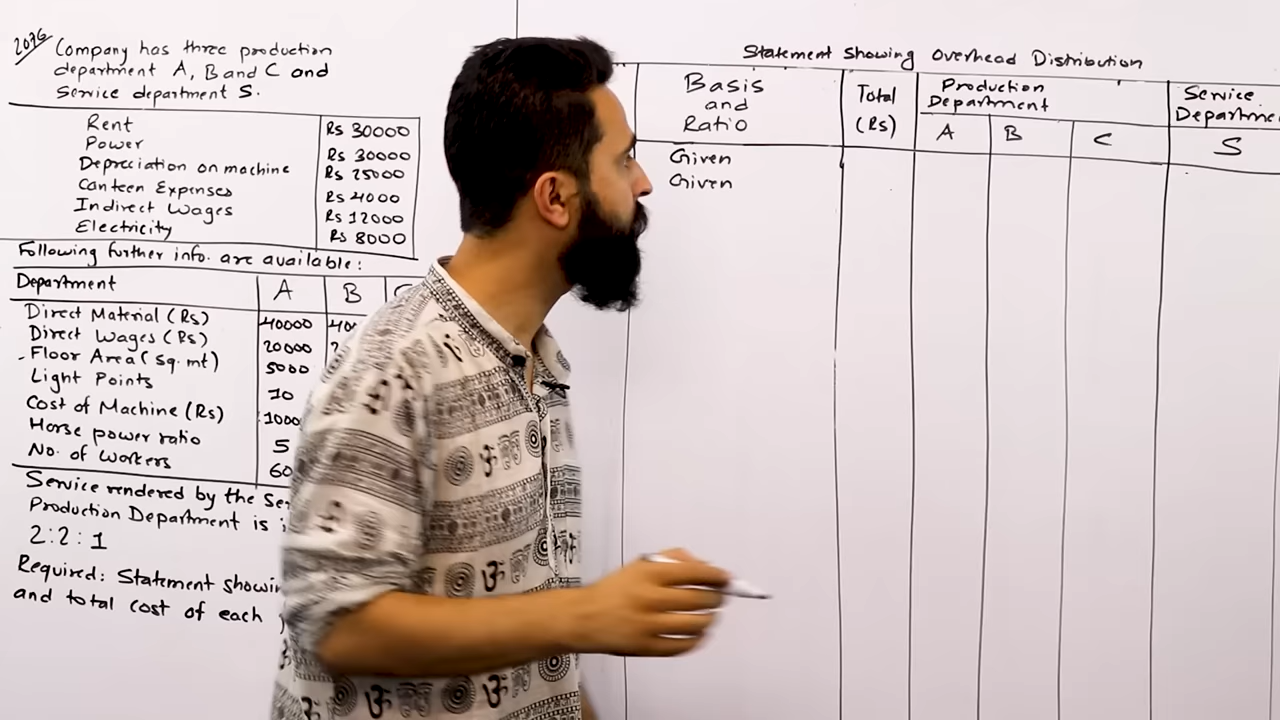 2076
Company has three production
department A, B and C and
Service department S.
Rent Rs 30000
Power Rs 30000
Depreciation on machine Rs 25000
Canteen Expenses Rs 4000
Indirect Wages Rs 12000
Electricity Rs 8000
Following further info. are available:
Department A B C
Direct Material (Rs) 40000
Direct Wages (Rs) 20000
Floor Area (sq. mt) 5000
Light Points 10
Cost of Machine (Rs)
Horse power ratio 5
No. of Workers 60
Service rendered by the
Production Department is
2:2:1
Required: Statement
and total cost of each
Statement Showing Overhead Distribution
Basis
and
Ratio
Total
(Rs)
Production
Department
A B C
Service
S
Given
Given